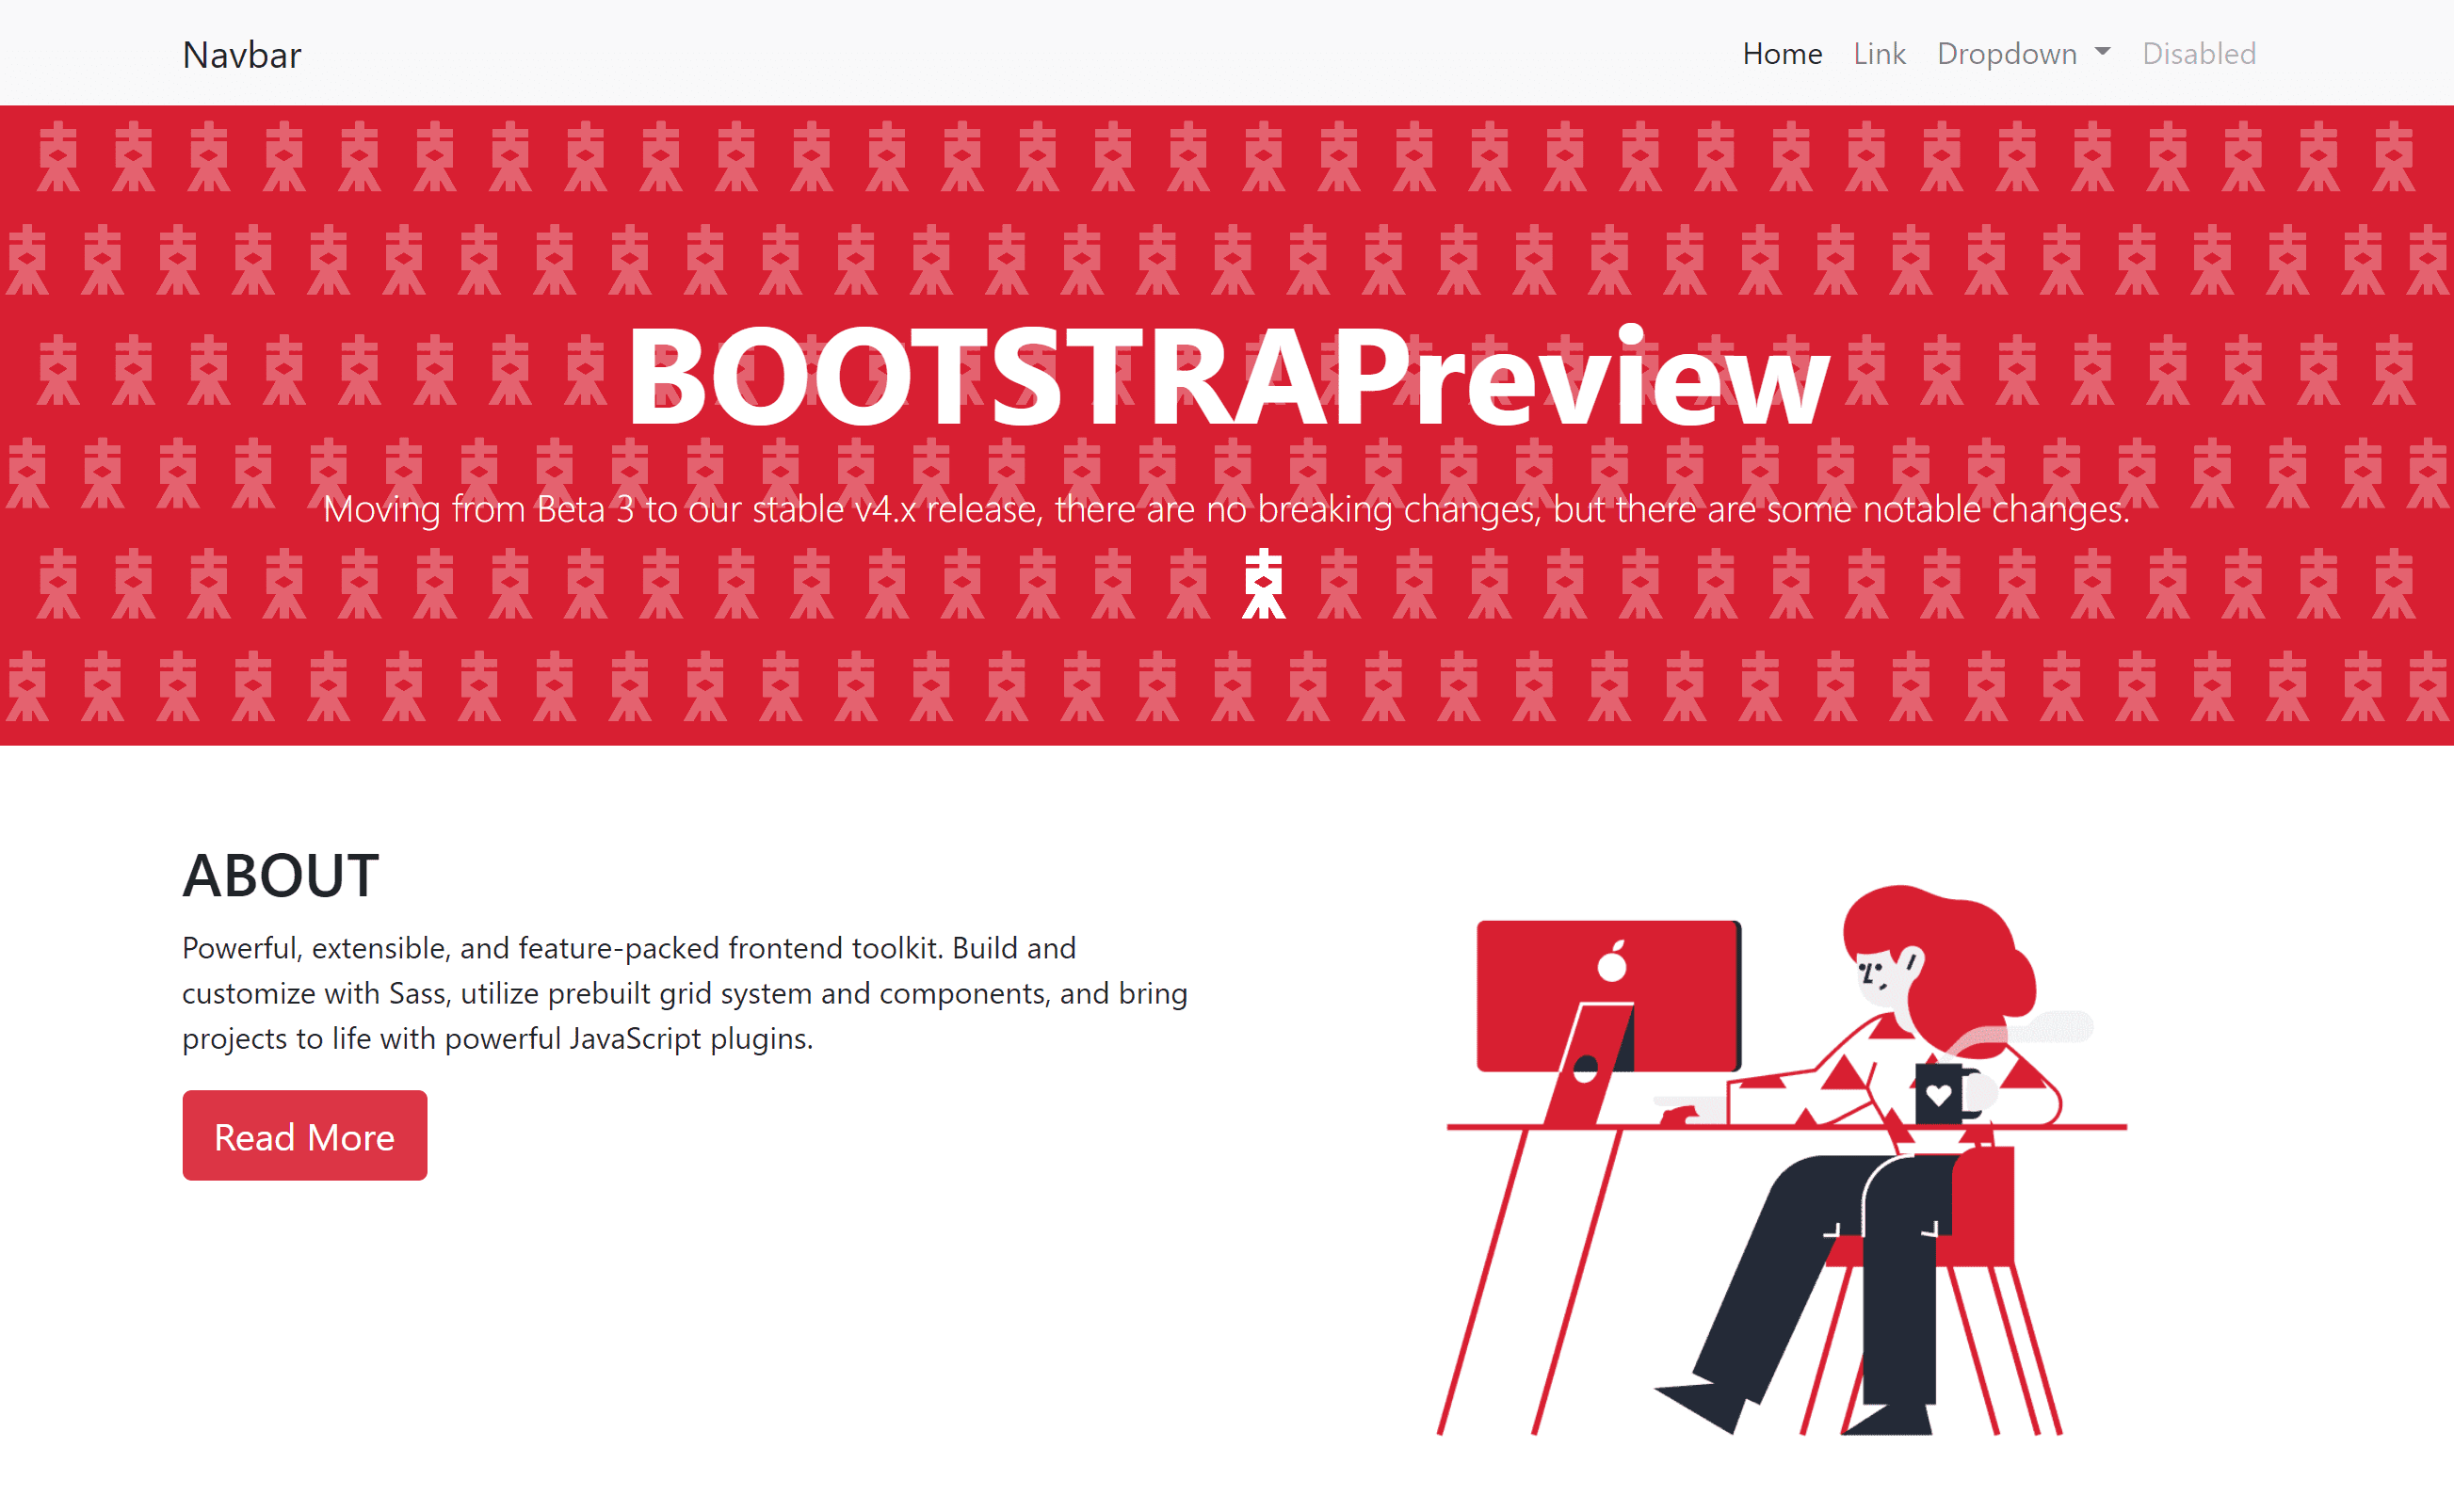 Navbar
Home Link Dropdown Disabled
BOOTSTRAPreview
Moving from Beta 3 to our stable v4.x release, there are no breaking changes, but there are some notable changes.
ABOUT
Powerful, extensible, and feature-packed frontend toolkit. Build and
customize with Sass, utilize prebuilt grid system and components, and bring
projects to life with powerful JavaScript plugins.
Read More